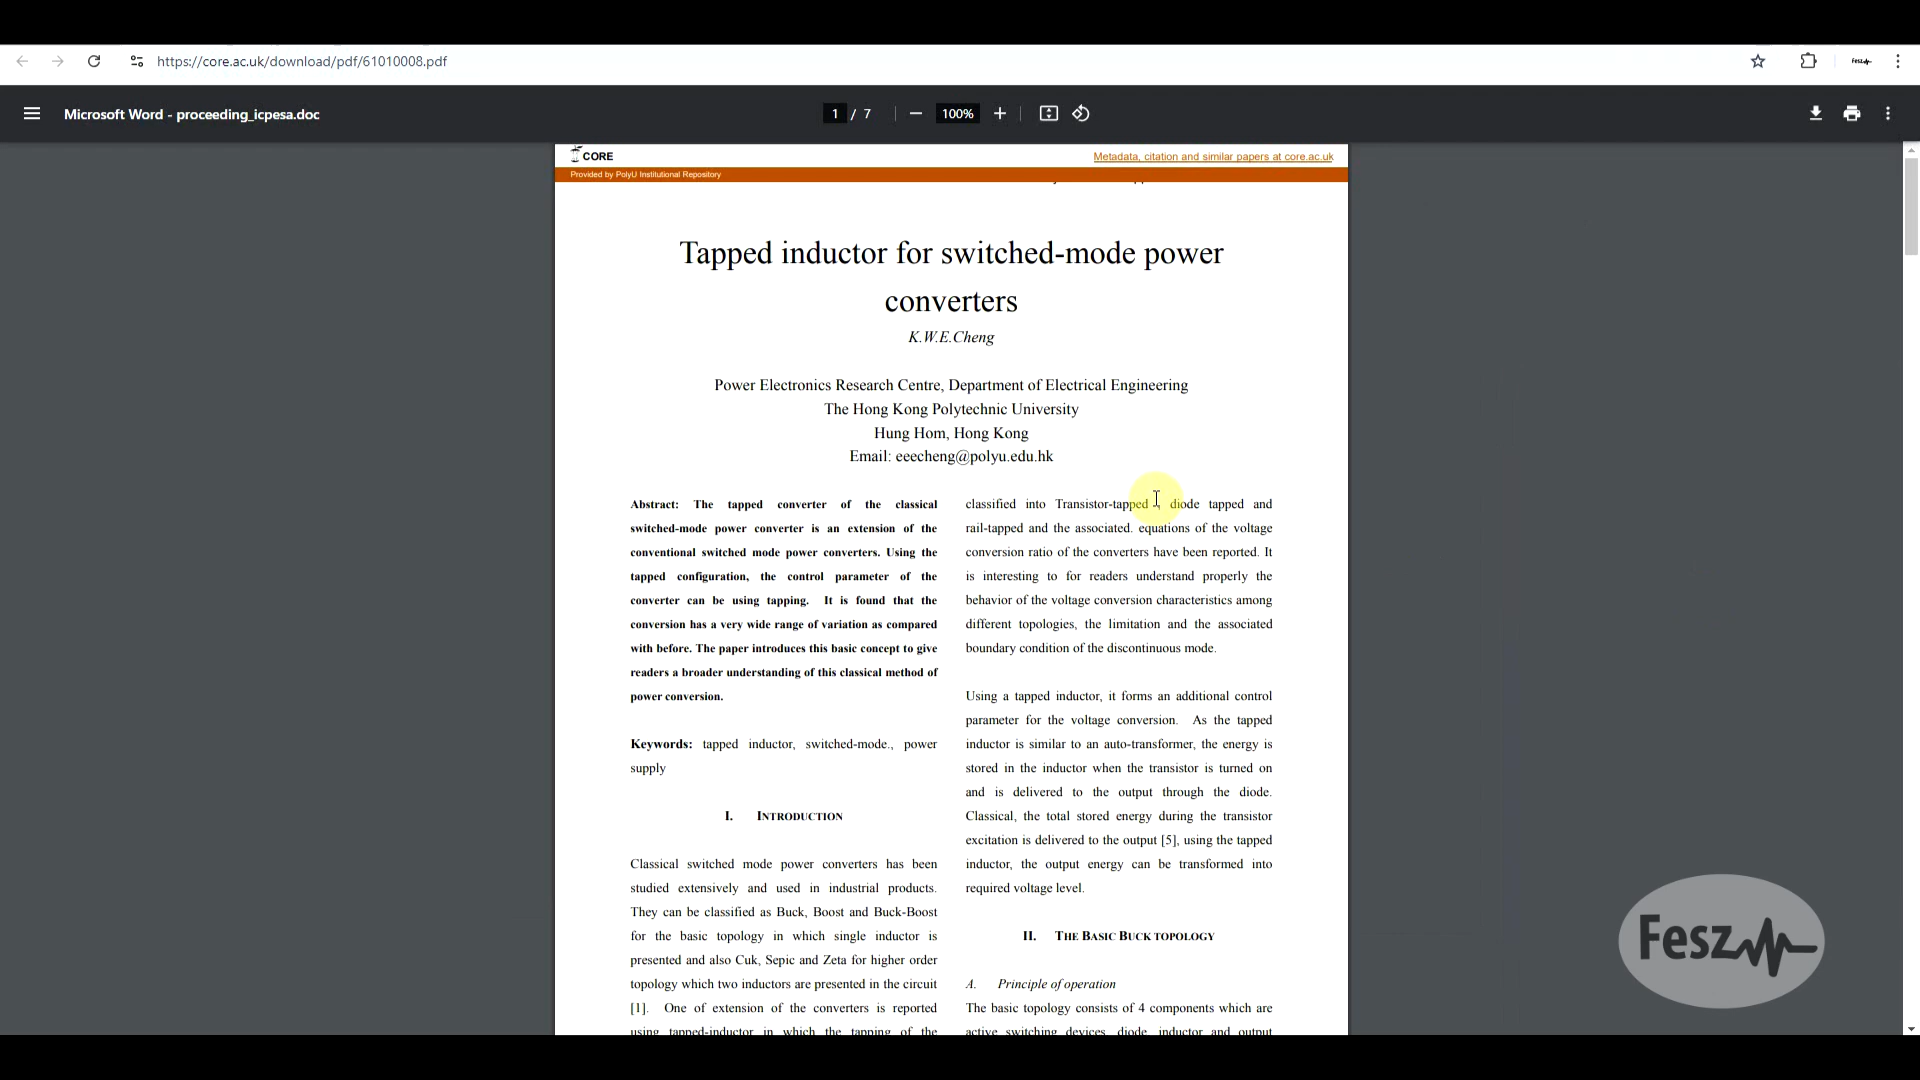 https://core.ac.uk/download/pdf/61010008.pdf
Fesz
Microsoft Word - proceeding_icpesa.doc
1 / 7
100%
CORE
Metadata, citation and similar papers at core.ac.uk
Provided by PolyU Institutional Repository
Tapped inductor for switched-mode power
converters
K.W.E.Cheng
Power Electronics Research Centre, Department of Electrical Engineering
The Hong Kong Polytechnic University
Hung Hom, Hong Kong
Email: eeecheng@polyu.edu.hk
Abstract: The tapped converter of the classical
switched-mode power converter is an extension of the
conventional switched mode power converters. Using the
tapped configuration, the control parameter of the
converter can be using tapping. It is found that the
conversion has a very wide range of variation as compared
with before. The paper introduces this basic concept to give
readers a broader understanding of this classical method of
power conversion.
Keywords: tapped inductor, switched-mode., power
supply
I. INTRODUCTION
Classical switched mode power converters has been
studied extensively and used in industrial products.
They can be classified as Buck, Boost and Buck-Boost
for the basic topology in which single inductor is
presented and also Cuk, Sepic and Zeta for higher order
topology which two inductors are presented in the circuit
[1]. One of extension of the converters is reported
using tapped-inductor in which the tapping of the
classified into Transistor-tapped , diode tapped and
rail-tapped and the associated. equations of the voltage
conversion ratio of the converters have been reported. It
is interesting to for readers understand properly the
behavior of the voltage conversion characteristics among
different topologies, the limitation and the associated
boundary condition of the discontinuous mode.
Using a tapped inductor, it forms an additional control
parameter for the voltage conversion. As the tapped
inductor is similar to an auto-transformer, the energy is
stored in the inductor when the transistor is turned on
and is delivered to the output through the diode.
Classical, the total stored energy during the transistor
excitation is delivered to the output [5], using the tapped
inductor, the output energy can be transformed into
required voltage level.
II. THE BASIC BUCK TOPOLOGY
A. Principle of operation
The basic topology consists of 4 components which are
active switching devices, diode, inductor and output
Fesz